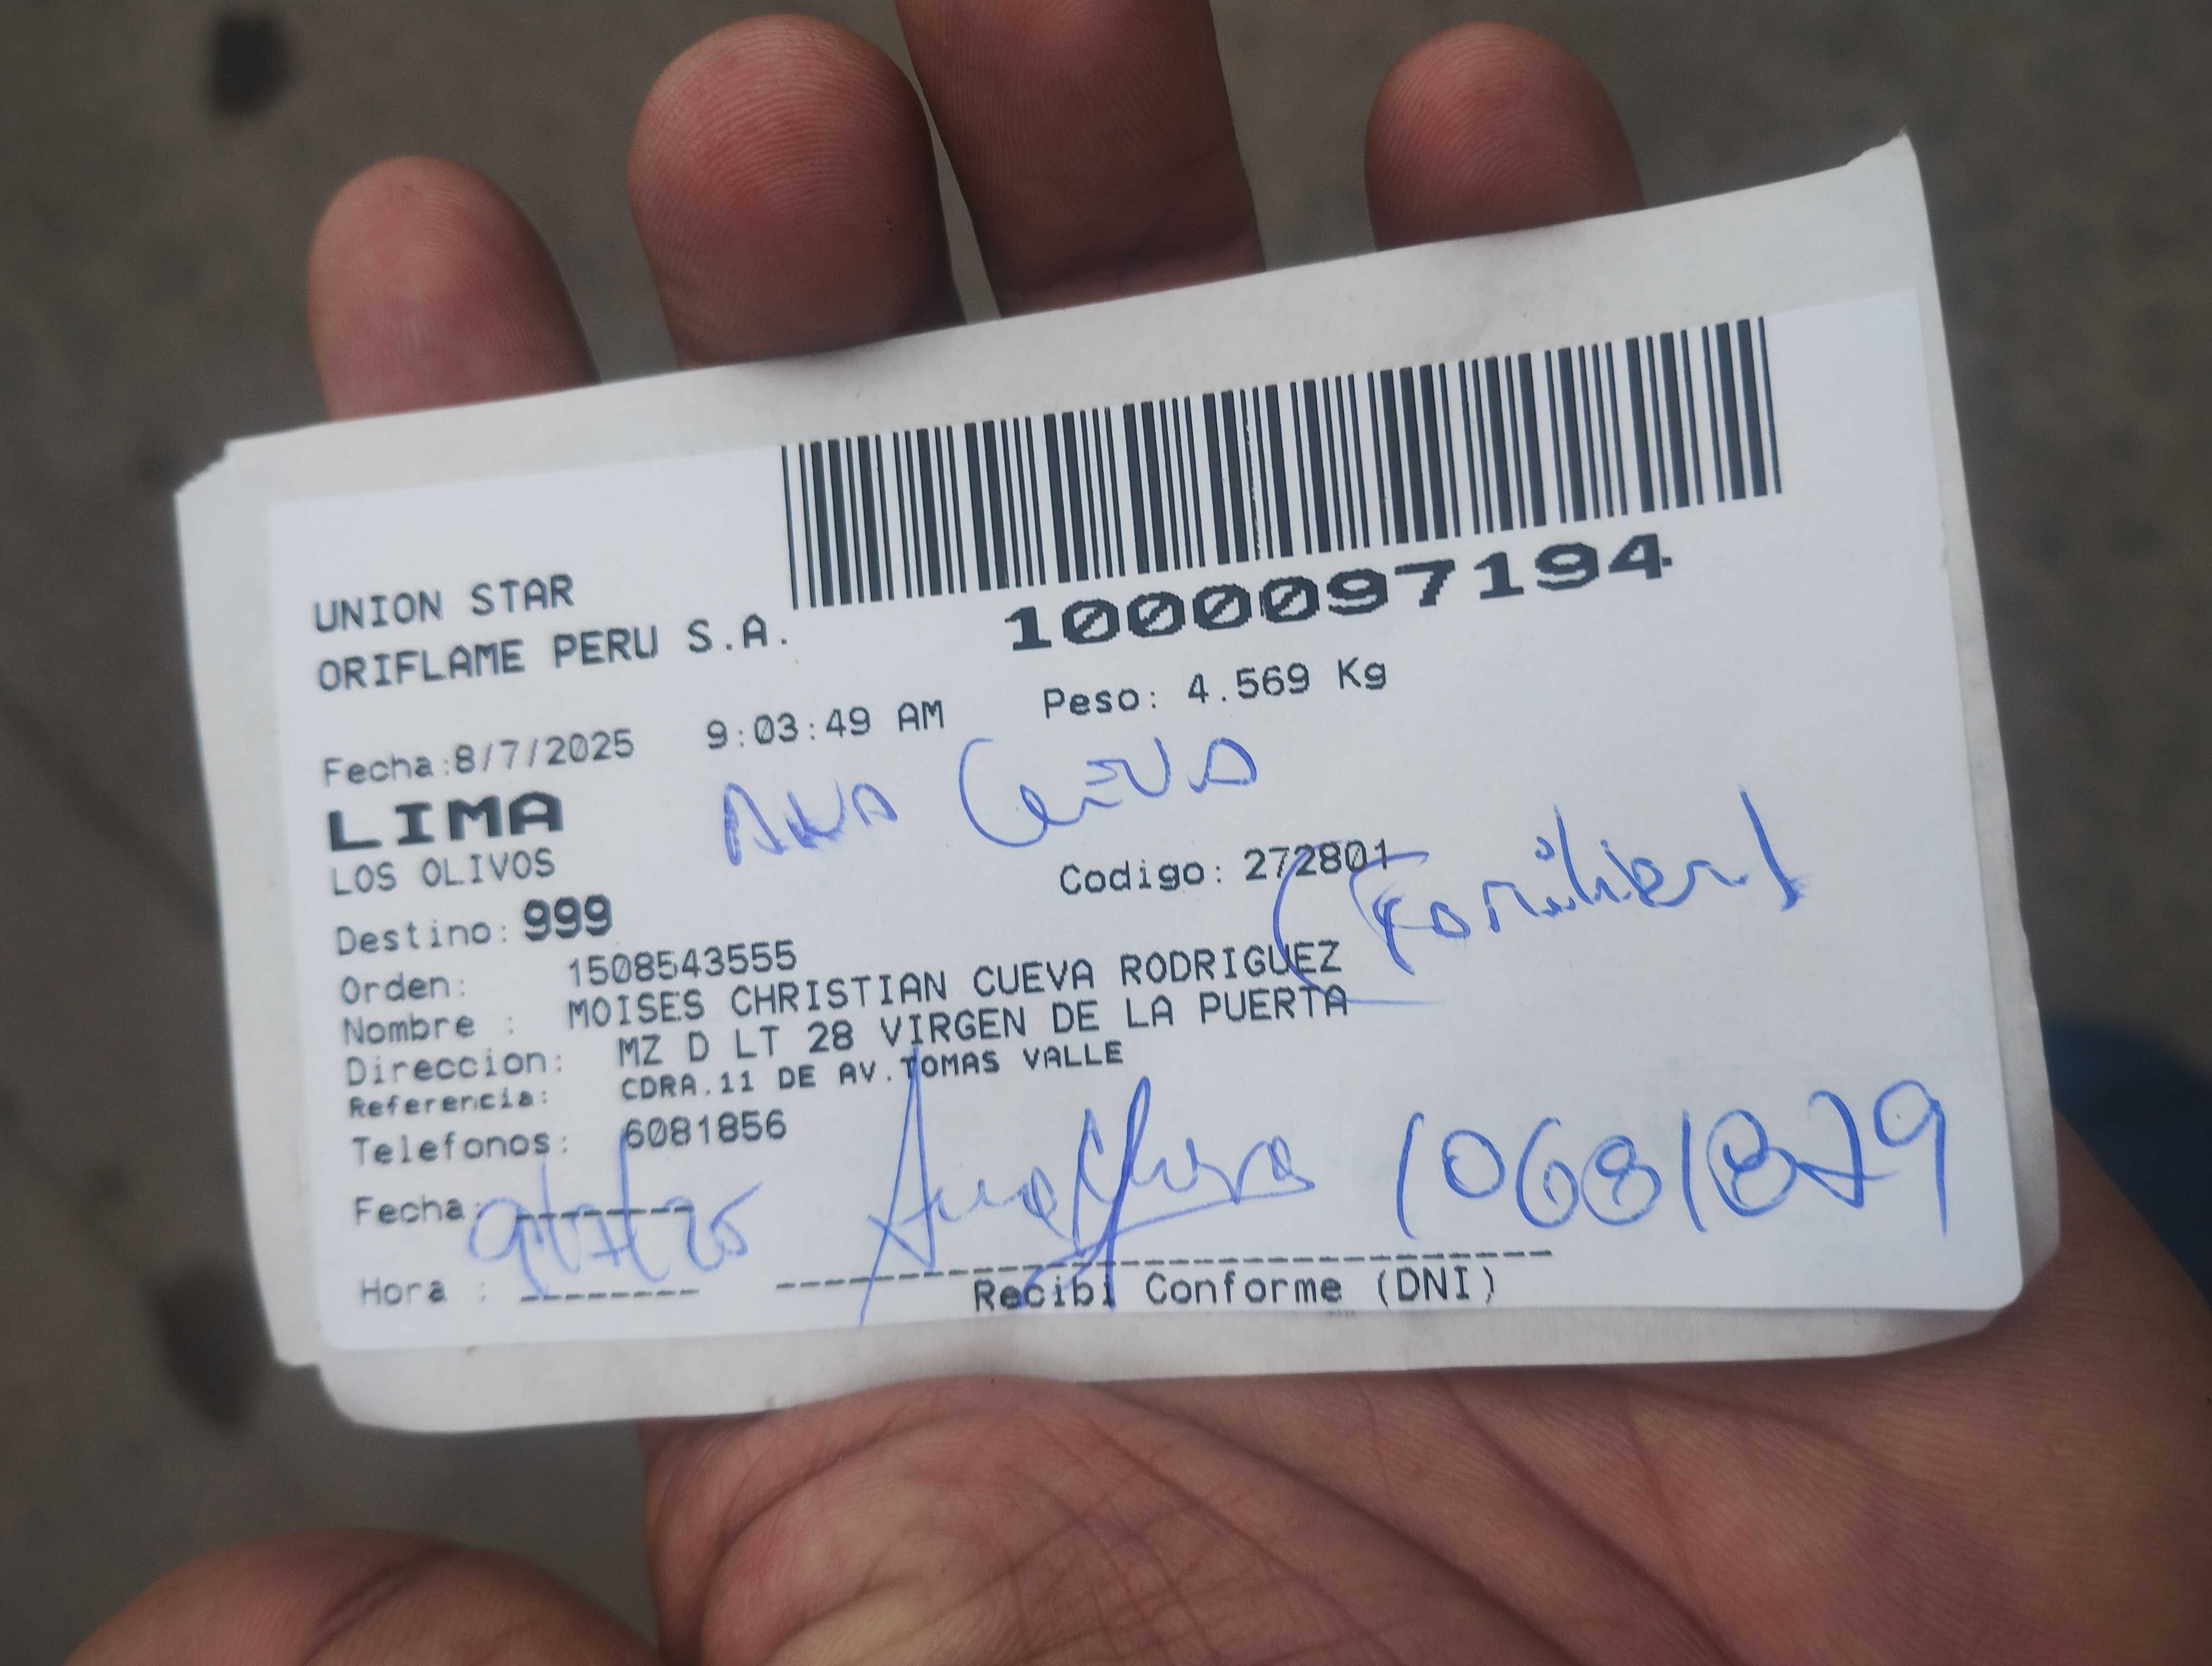 1000097194
UNION STAR
ORIFLAME PERU S.A.
Fecha:8/7/2025 9:03:49 AM Peso: 4.569 Kg
LIMA
ANA CUEVA
LOS OLIVOS
Codigo: 272801
(Familiar)
Destino: 999
Orden: 1508543555
Nombre : MOISES CHRISTIAN CUEVA RODRIGUEZ
Direccion: MZ D LT 28 VIRGEN DE LA PUERTA
Referencia: CDRA.11 DE AV.TOMAS VALLE
Telefonos: 6081856
Fecha: 9/07/25
10681879
Hora :
Recibi Conforme (DNI)